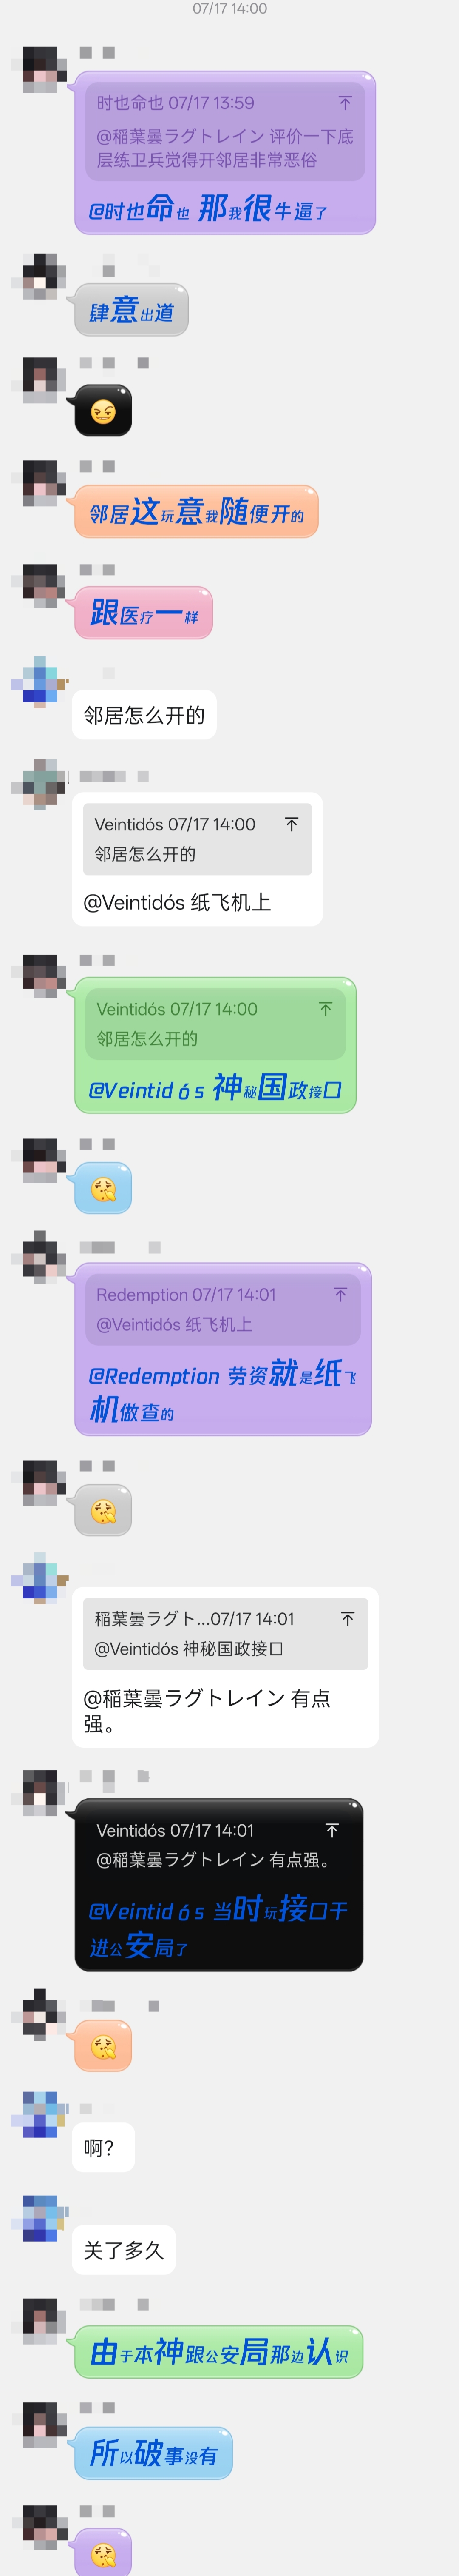 07/17 14:00
时也命也 07/17 13:59
@稲葉曇ラグトレイン 评价一下底
层练卫兵觉得开邻居非常恶俗
@时也命也 那我很牛逼了
肆意出道
邻居这玩意我随便开的
跟医疗一样
邻居怎么开的
Veintidós 07/17 14:00
邻居怎么开的
@Veintidós 纸飞机上
Veintidós 07/17 14:00
邻居怎么开的
@Veintidós 神秘国政接口
Redemption 07/17 14:01
@Veintidós 纸飞机上
@Redemption 劳资就是纸飞
机做查的
稲葉曇ラグト...07/17 14:01
@Veintidós 神秘国政接口
@稲葉曇ラグトレイン 有点
强。
Veintidós 07/17 14:01
@稲葉曇ラグトレイン 有点强。
@Veintidós 当时玩接口干
进公安局了
啊？
关了多久
由于本神跟公安局那边认识
所以破事没有